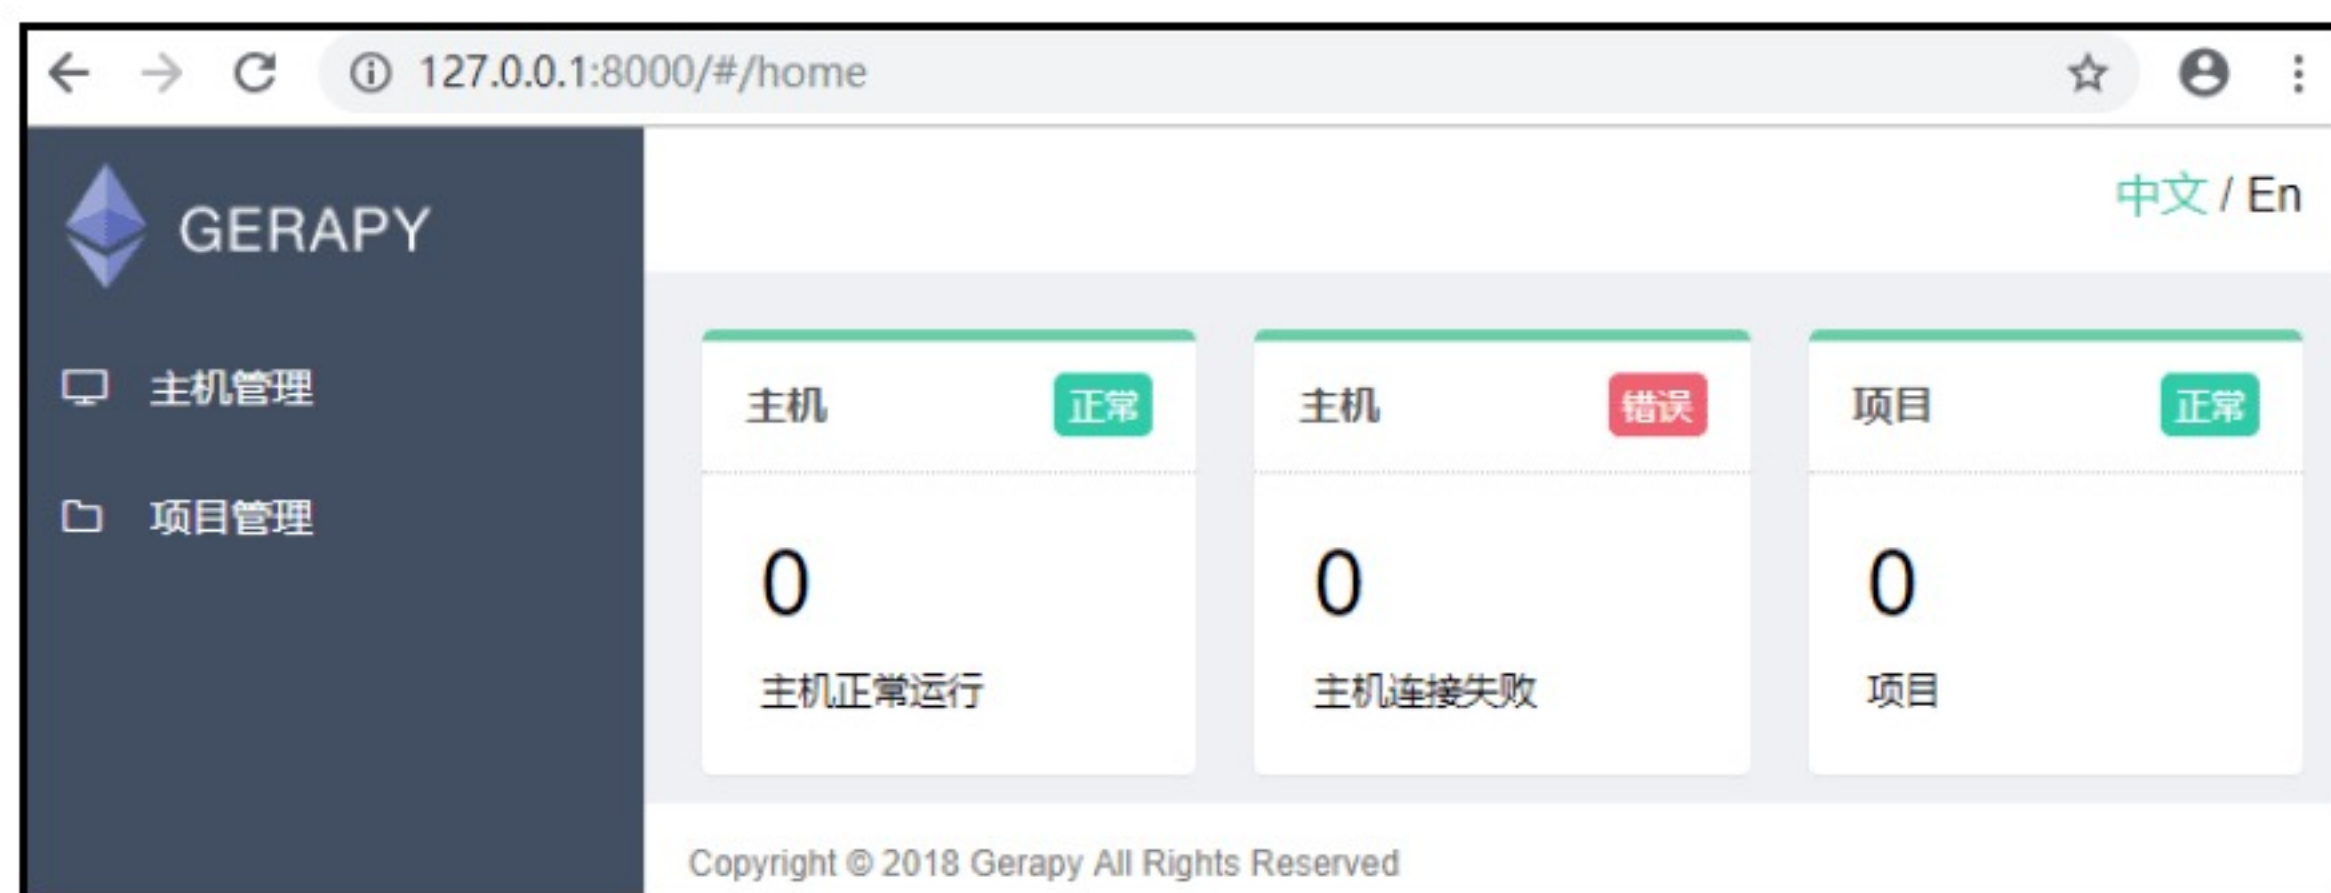 127.0.0.1:8000/#/home
GERAPY
中文 / En
主机管理
项目管理
主机 正常
0
主机正常运行
主机 错误
0
主机连接失败
项目 正常
0
项目
Copyright © 2018 Gerapy All Rights Reserved